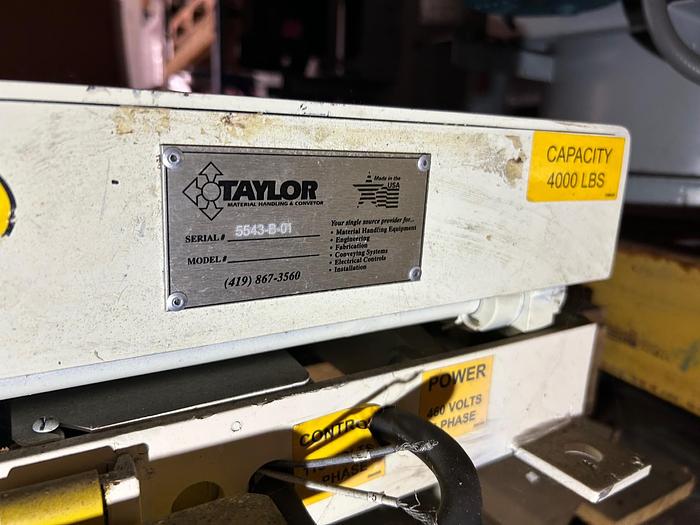 TAYLOR
MATERIAL HANDLING & CONVEYOR
Made in the
USA
SERIAL # 5543-B-01
MODEL #
(419) 867-3560
Your single source provider for...
• Material Handling Equipment
• Engineering
• Fabrication
• Conveying Systems
• Electrical Controls
• Installation
CAPACITY
4000 LBS
POWER
480 VOLTS
PHASE
CONTROL
PHASE